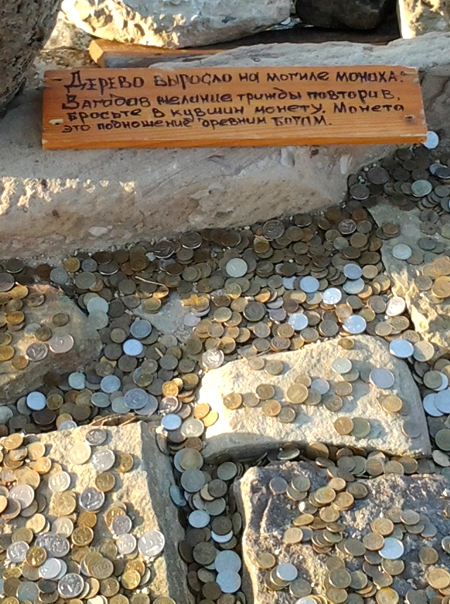 - Дерево выросло на могиле монаха.
Загадав желание трижды повторив,
бросьте в кувшин монету. Монета
это подношение древним богам.